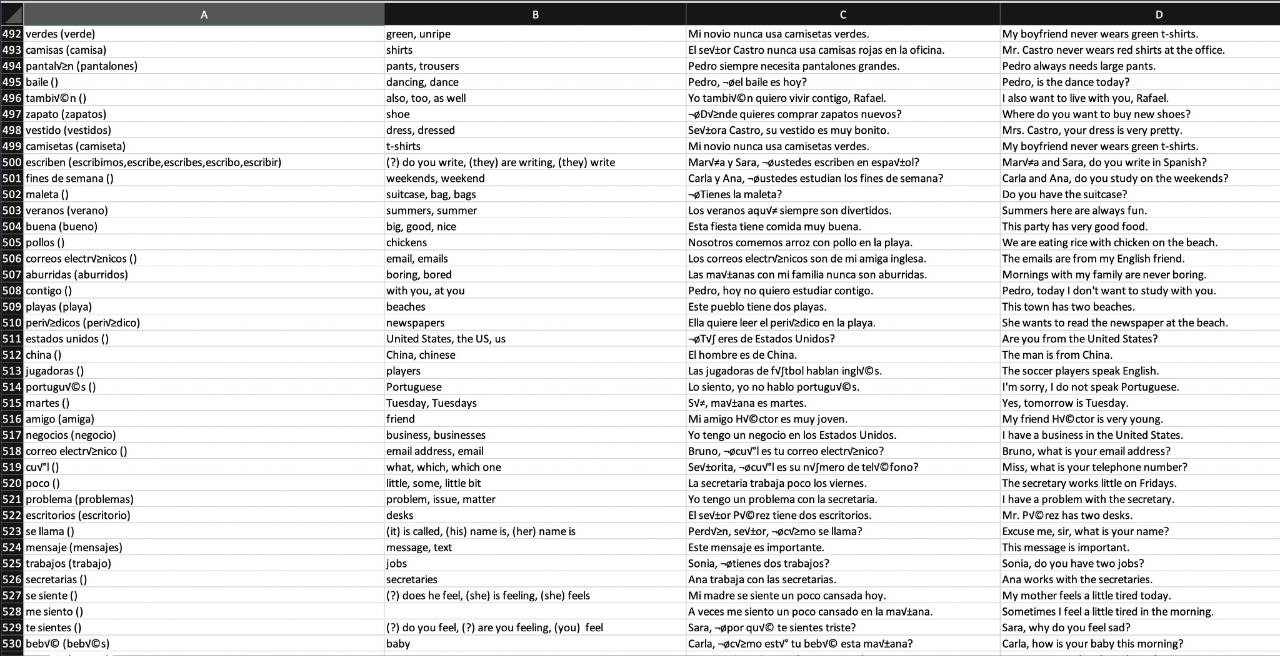 A B C D
492 verdes (verde) green, unripe Mi novio nunca usa camisetas verdes. My boyfriend never wears green t-shirts.
493 camisas (camisa) shirts El se√±or Castro nunca usa camisas rojas en la oficina. Mr. Castro never wears red shirts at the office.
494 pantal√≥n (pantalones) pants, trousers Pedro siempre necesita pantalones grandes. Pedro always needs large pants.
495 baile () dancing, dance Pedro, ¬øel baile es hoy? Pedro, is the dance today?
496 tambi√©n () also, too, as well Yo tambi√©n quiero vivir contigo, Rafael. I also want to live with you, Rafael.
497 zapato (zapatos) shoe ¬øD√≥nde quieres comprar zapatos nuevos? Where do you want to buy new shoes?
498 vestido (vestidos) dress, dressed Se√±ora Castro, su vestido es muy bonito. Mrs. Castro, your dress is very pretty.
499 camisetas (camiseta) t-shirts Mi novio nunca usa camisetas verdes. My boyfriend never wears green t-shirts.
500 escriben (escribimos,escribe,escribes,escribo,escribir) (?) do you write, (they) are writing, (they) write Mar√≠a y Sara, ¬øustedes escriben en espa√±ol? Mar√≠a and Sara, do you write in Spanish?
501 fines de semana () weekends, weekend Carla y Ana, ¬øustedes estudian los fines de semana? Carla and Ana, do you study on the weekends?
502 maleta () suitcase, bag, bags ¬øTienes la maleta? Do you have the suitcase?
503 veranos (verano) summers, summer Los veranos aqu√≠ siempre son divertidos. Summers here are always fun.
504 buena (bueno) big, good, nice Esta fiesta tiene comida muy buena. This party has very good food.
505 pollos () chickens Nosotros comemos arroz con pollo en la playa. We are eating rice with chicken on the beach.
506 correos electr√≥nicos () email, emails Los correos electr√≥nicos son de mi amiga inglesa. The emails are from my English friend.
507 aburridas (aburridos) boring, bored Las ma√±anas con mi familia nunca son aburridas. Mornings with my family are never boring.
508 contigo () with you, at you Pedro, hoy no quiero estudiar contigo. Pedro, today I don't want to study with you.
509 playas (playa) beaches Este pueblo tiene dos playas. This town has two beaches.
510 peri√≥dicos (peri√≥dico) newspapers Ella quiere leer el peri√≥dico en la playa. She wants to read the newspaper at the beach.
511 estados unidos () United States, the US, us ¬øT√∫ eres de Estados Unidos? Are you from the United States?
512 china () China, chinese El hombre es de China. The man is from China.
513 jugadoras () players Las jugadoras de f√∫tbol hablan ingl√©s. The soccer players speak English.
514 portugu√©s () Portuguese Lo siento, yo no hablo portugu√©s. I'm sorry, I do not speak Portuguese.
515 martes () Tuesday, Tuesdays S√≠, ma√±ana es martes. Yes, tomorrow is Tuesday.
516 amigo (amiga) friend Mi amigo H√©ctor es muy joven. My friend H√©ctor is very young.
517 negocios (negocio) business, businesses Yo tengo un negocio en los Estados Unidos. I have a business in the United States.
518 correo electr√≥nico () email address, email Bruno, ¬øcu√°l es tu correo electr√≥nico? Bruno, what is your email address?
519 cu√°l () what, which, which one Se√±orita, ¬øcu√°l es su n√∫mero de tel√©fono? Miss, what is your telephone number?
520 poco () little, some, little bit La secretaria trabaja poco los viernes. The secretary works little on Fridays.
521 problema (problemas) problem, issue, matter Yo tengo un problema con la secretaria. I have a problem with the secretary.
522 escritorios (escritorio) desks El se√±or P√©rez tiene dos escritorios. Mr. P√©rez has two desks.
523 se llama () (it) is called, (his) name is, (her) name is Perd√≥n, se√±or, ¬øc√≥mo se llama? Excuse me, sir, what is your name?
524 mensaje (mensajes) message, text Este mensaje es importante. This message is important.
525 trabajos (trabajo) jobs Sonia, ¬øtienes dos trabajos? Sonia, do you have two jobs?
526 secretarias () secretaries Ana trabaja con las secretarias. Ana works with the secretaries.
527 se siente () (?) does he feel, (she) is feeling, (she) feels Mi madre se siente un poco cansada hoy. My mother feels a little tired today.
528 me siento () A veces me siento un poco cansado en la ma√±ana. Sometimes I feel a little tired in the morning.
529 te sientes () (?) do you feel, (?) are you feeling, (you) feel Sara, ¬øpor qu√© te sientes triste? Sara, why do you feel sad?
530 beb√© (beb√©s) baby Carla, ¬øc√≥mo est√° tu beb√© esta ma√±ana? Carla, how is your baby this morning?